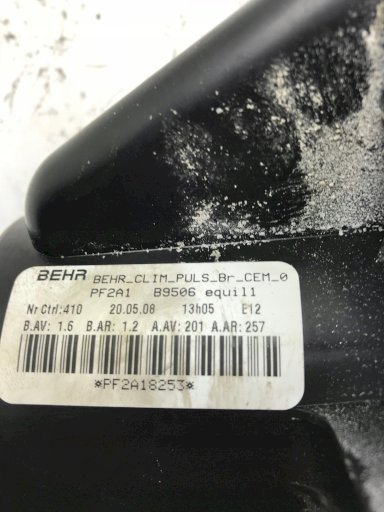 BEHR BEHR_CLIM_PULS_Br_CEM_0
PF2A1 B9506 equil1
Nr Ctrl:410 20.05.08 13h05 E12
B.AV: 1.6 B.AR: 1.2 A.AV: 201 A.AR: 257
*PF2A18253*